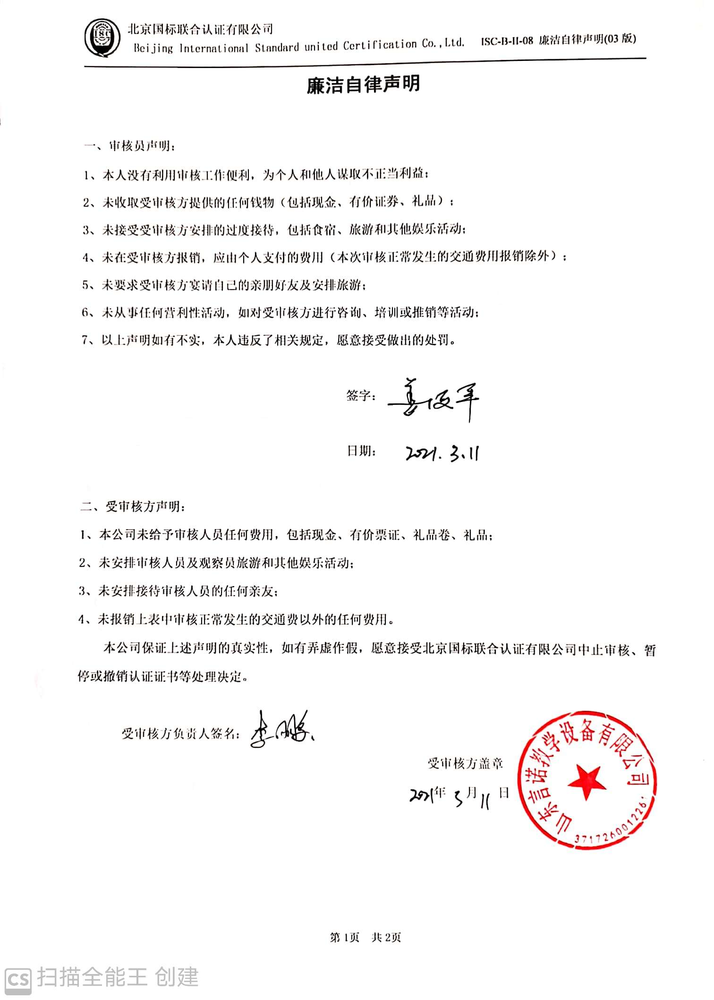 ISC
北京国标联合认证有限公司
Beijing International Standard united Certification Co.,Ltd. ISC-B-II-08 廉洁自律声明(03 版)
廉洁自律声明
一、审核员声明：
1、本人没有利用审核工作便利，为个人和他人谋取不正当利益；
2、未收取受审核方提供的任何钱物（包括现金、有价证券、礼品）；
3、未接受受审核方安排的过度接待，包括食宿、旅游和其他娱乐活动；
4、未在受审核方报销，应由个人支付的费用（本次审核正常发生的交通费用报销除外）；
5、未要求受审核方宴请自己的亲朋好友及安排旅游；
6、未从事任何营利性活动，如对受审核方进行咨询、培训或推销等活动；
7、以上声明如有不实，本人违反了相关规定，愿意接受做出的处罚。
签字：
日期： 2021.3.11
二、受审核方声明：
1、本公司未给予审核人员任何费用，包括现金、有价票证、礼品卷、礼品；
2、未安排审核人员及观察员旅游和其他娱乐活动；
3、未安排接待审核人员的任何亲友；
4、未报销上表中审核正常发生的交通费以外的任何费用。
本公司保证上述声明的真实性，如有弄虚作假，愿意接受北京国标联合认证有限公司中止审核、暂
停或撤销认证证书等处理决定。
受审核方负责人签名：李鹏
受审核方盖章
2021年 3月 11 日
山东言诺教学设备有限公司
第 1页 共 2页
CS 扫描全能王 创建